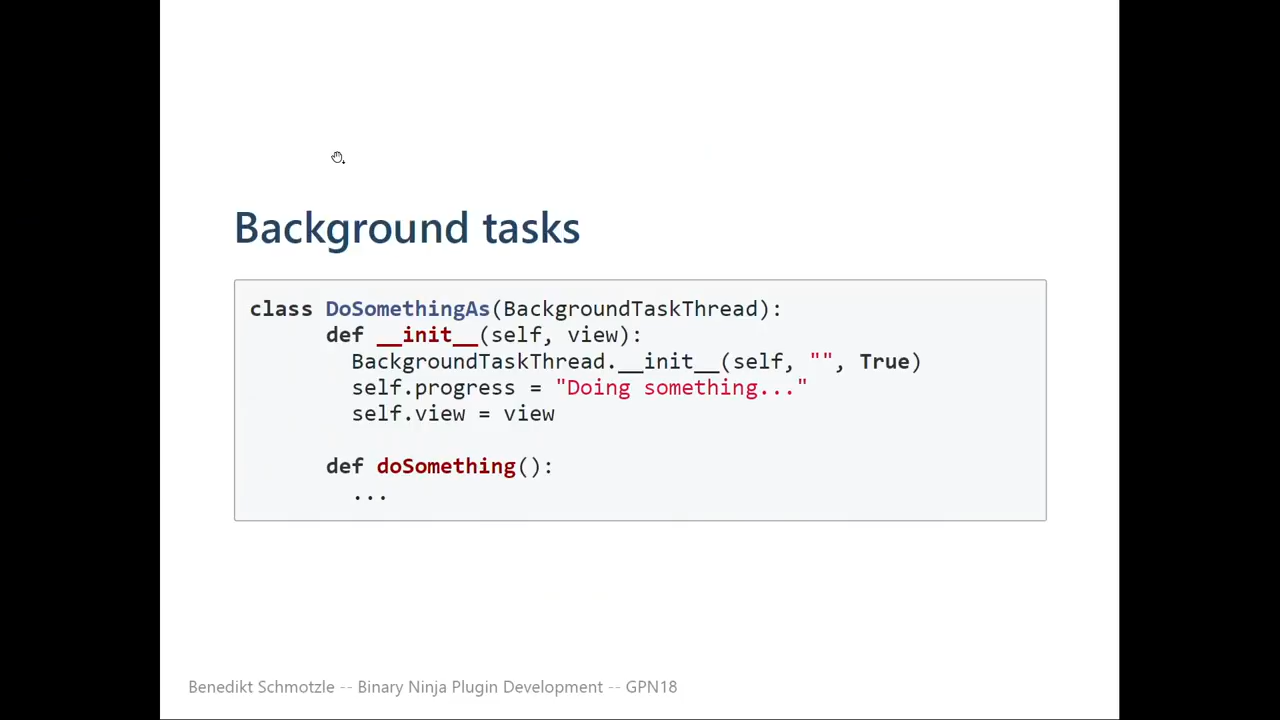 Background tasks
class DoSomethingAs(BackgroundTaskThread):
def __init__(self, view):
BackgroundTaskThread.__init__(self, "", True)
self.progress = "Doing something..."
self.view = view
def doSomething():
...
Benedikt Schmotzle -- Binary Ninja Plugin Development -- GPN18